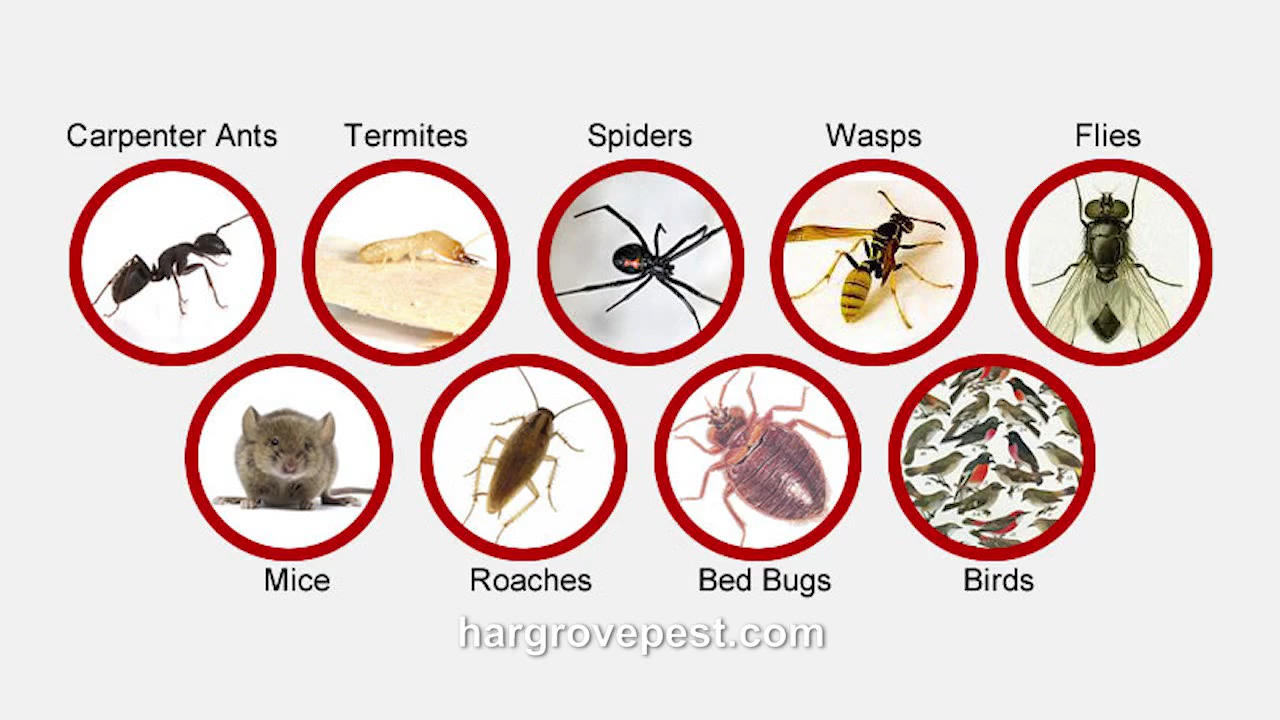 Carpenter Ants
Termites
Spiders
Wasps
Flies
Mice
Roaches
Bed Bugs
Birds
hargrovepest.com